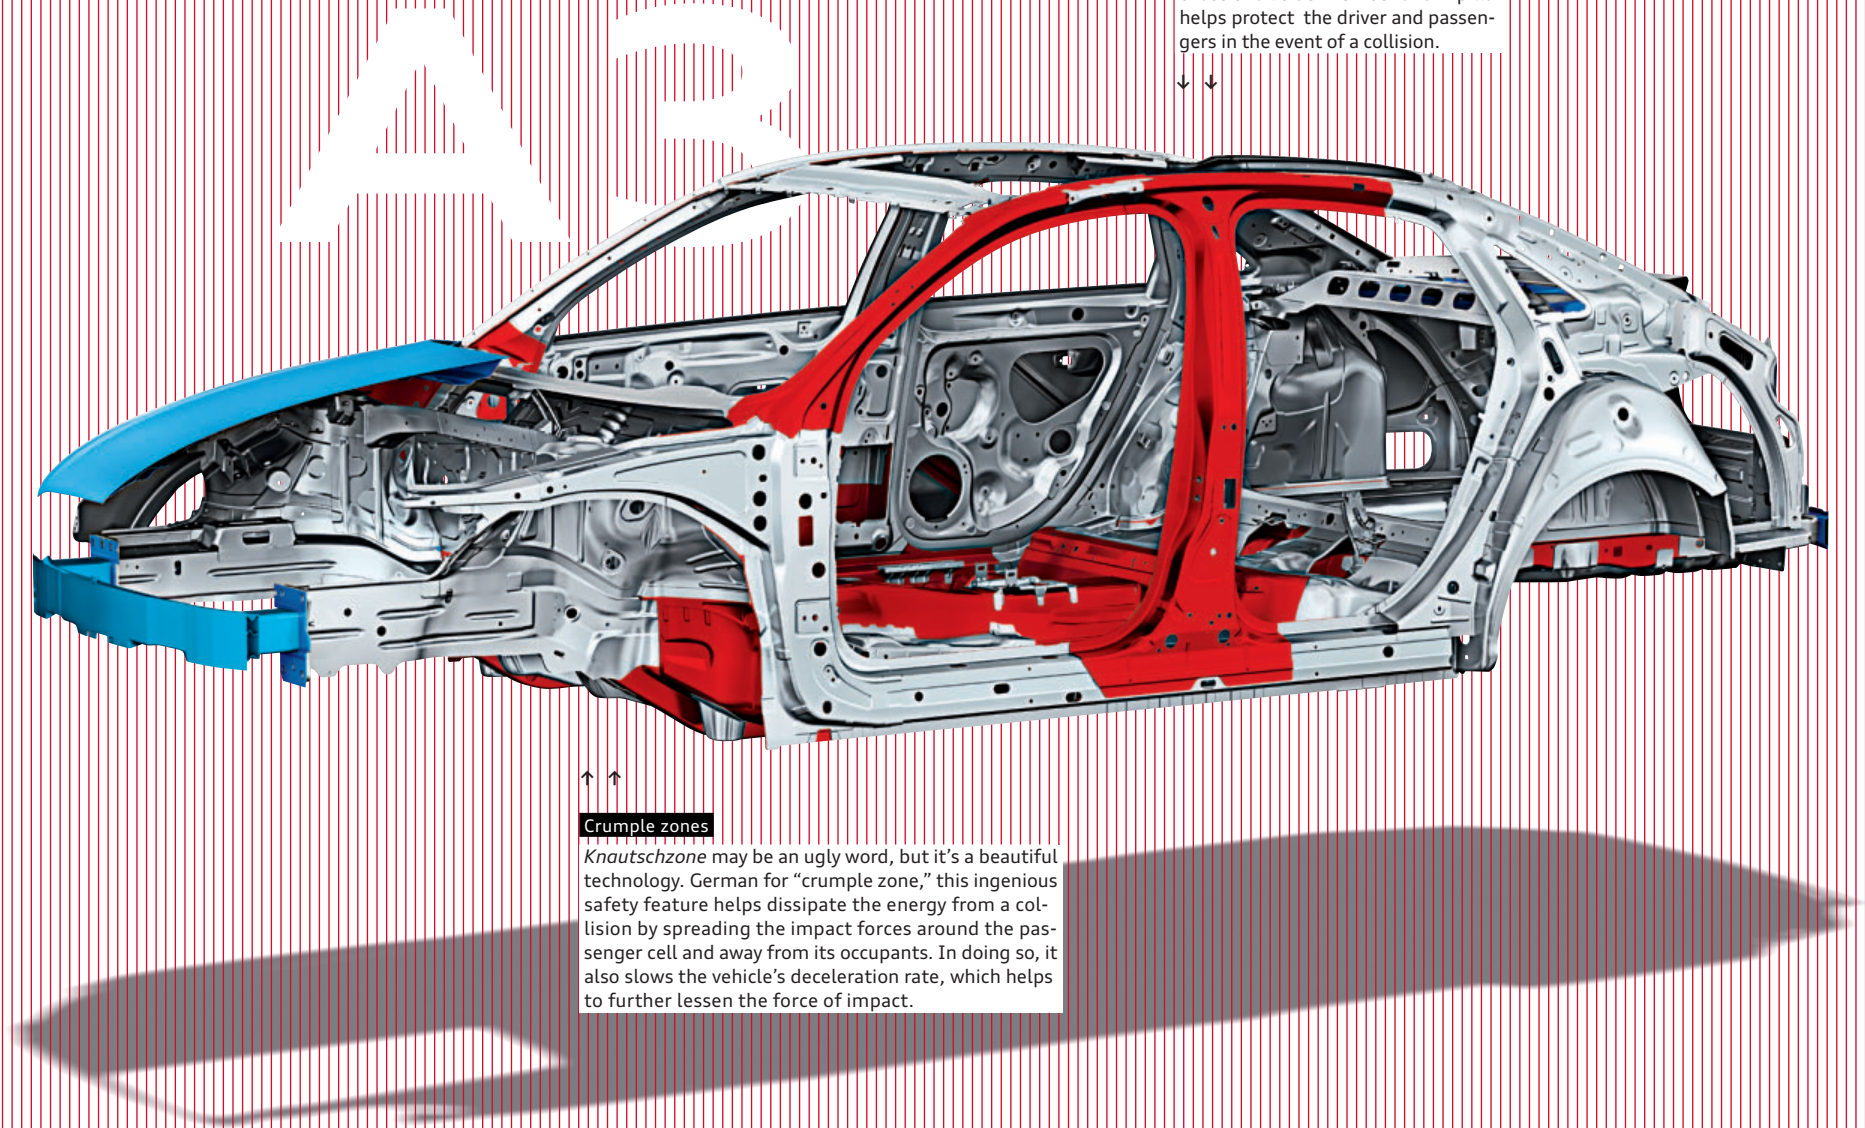 A3
helps protect the driver and passen-
gers in the event of a collision.
↓ ↓
↑ ↑
Crumple zones
Knautschzone may be an ugly word, but it’s a beautiful
technology. German for “crumple zone,” this ingenious
safety feature helps dissipate the energy from a col-
lision by spreading the impact forces around the pas-
senger cell and away from its occupants. In doing so, it
also slows the vehicle’s deceleration rate, which helps
to further lessen the force of impact.